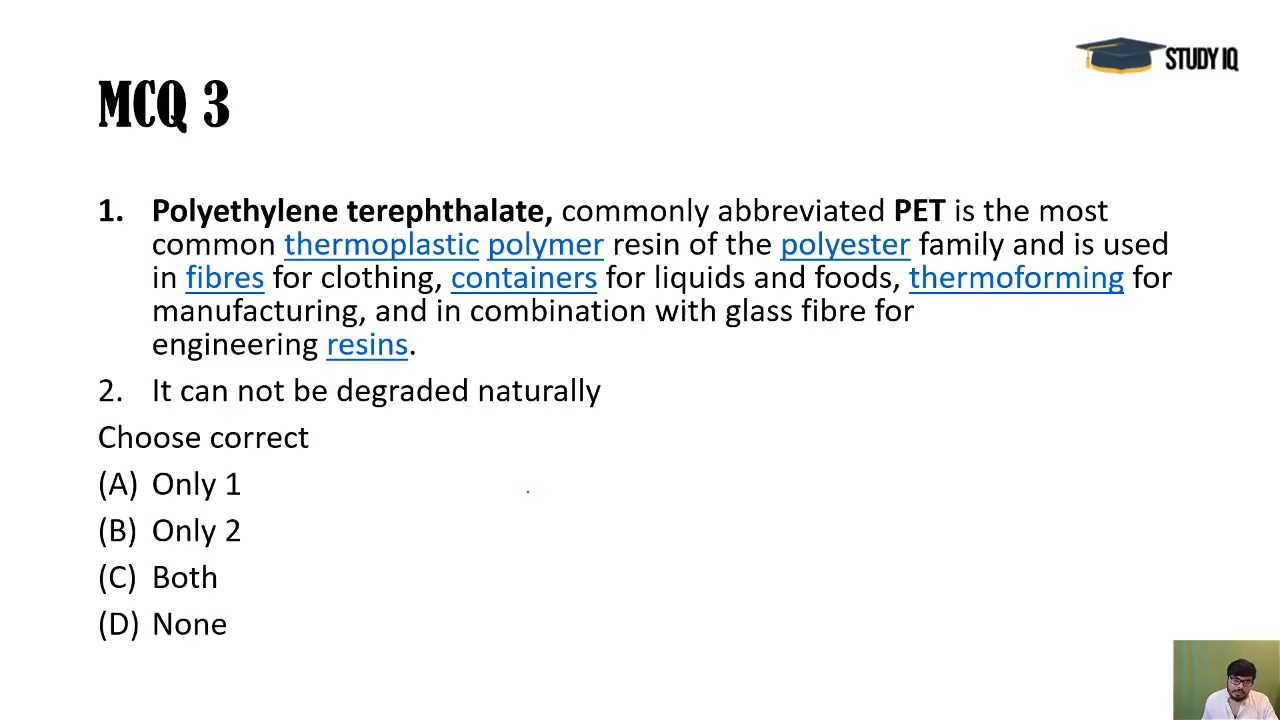 STUDY IQ
MCQ 3
1. Polyethylene terephthalate, commonly abbreviated PET is the most
common thermoplastic polymer resin of the polyester family and is used
in fibres for clothing, containers for liquids and foods, thermoforming for
manufacturing, and in combination with glass fibre for
engineering resins.
2. It can not be degraded naturally
Choose correct
(A) Only 1
(B) Only 2
(C) Both
(D) None